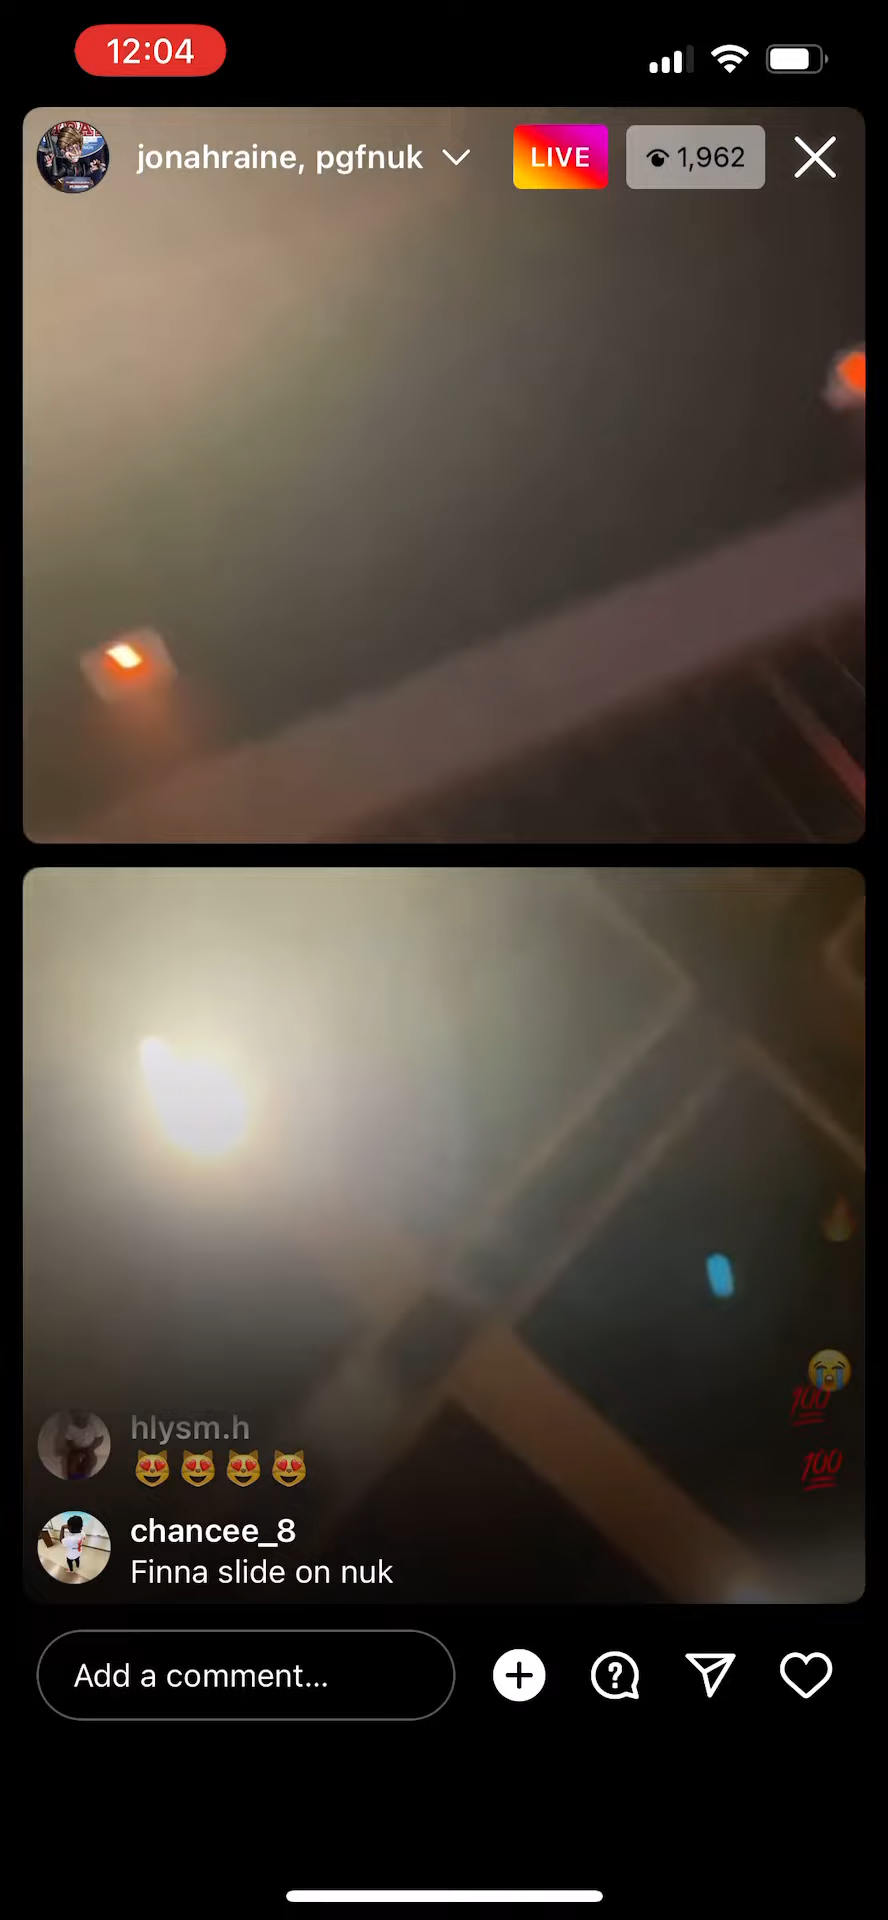 12:04
jonahraine, pgfnuk
LIVE
1,962
hlysm.h
😻😻😻😻
chancee_8
Finna slide on nuk
Add a comment...